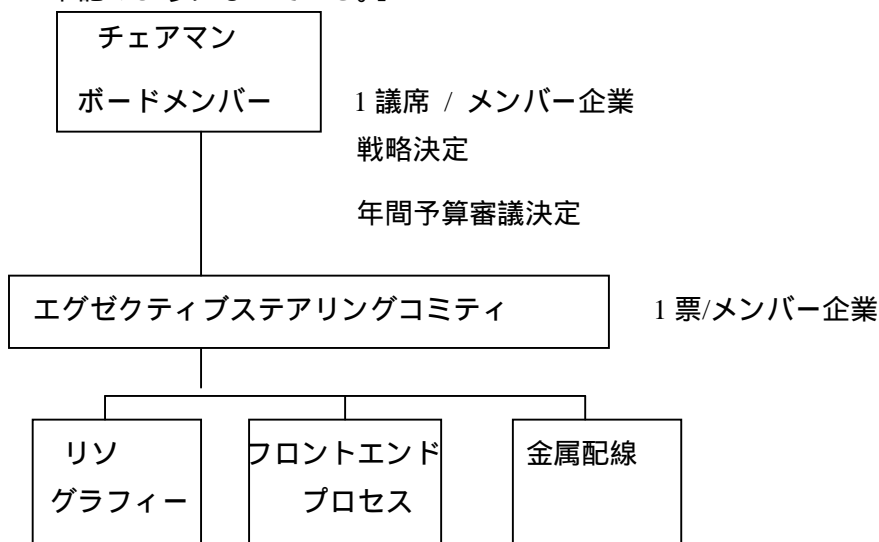 チェアマン
ボードメンバー 1 議席 / メンバー企業
戦略決定
年間予算審議決定
エグゼクティブステアリングコミティ 1 票/メンバー企業
リソ フロントエンド 金属配線
グラフィー プロセス